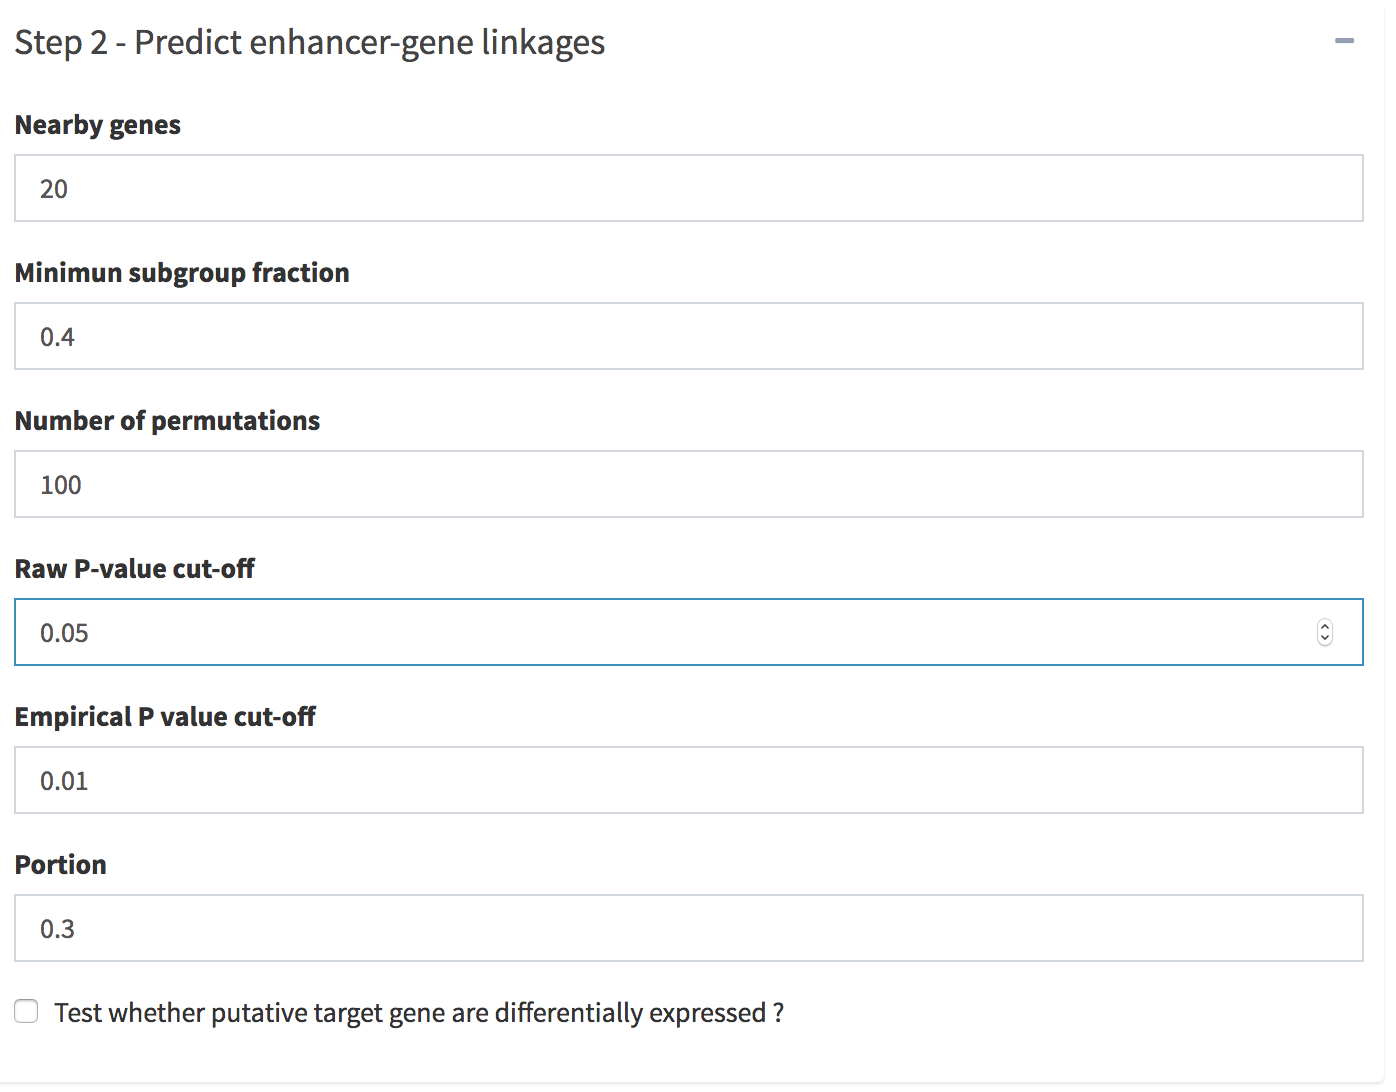 Step 2 - Predict enhancer-gene linkages
Nearby genes
20
Minimun subgroup fraction
0.4
Number of permutations
100
Raw P-value cut-off
0.05
Empirical P value cut-off
0.01
Portion
0.3
Test whether putative target gene are differentially expressed ?